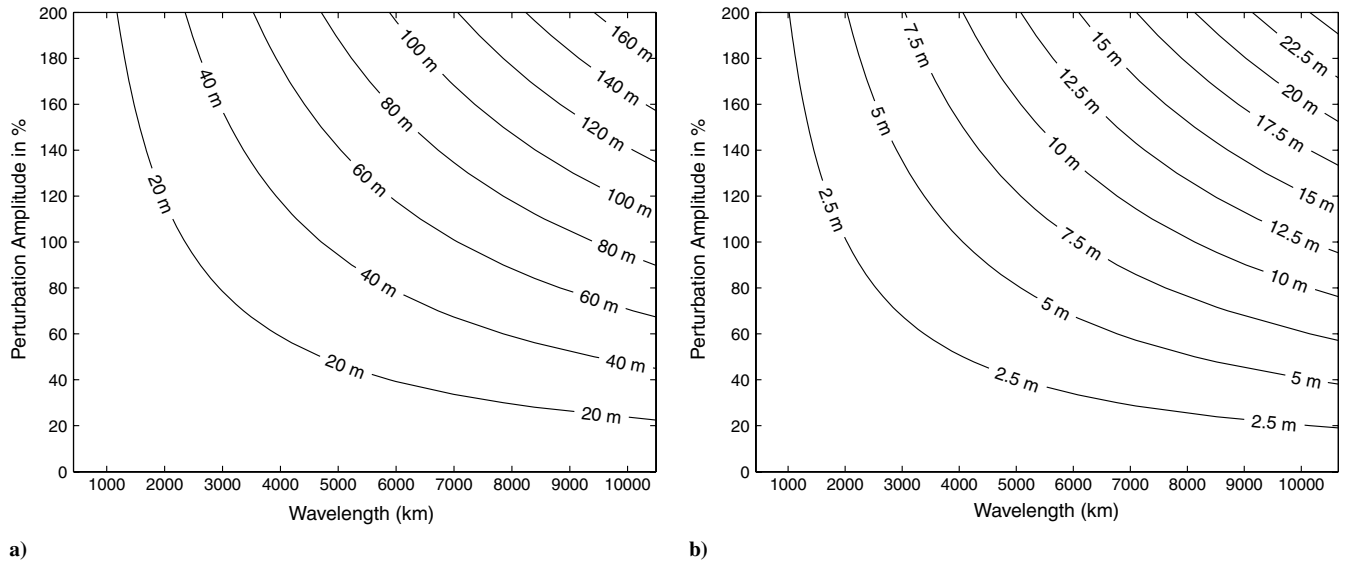 200
180
160
140
120
100
80
60
40
20
0
Perturbation Amplitude in %
20 m
40 m
100 m
160 m
140 m
120 m
80 m
60 m
100 m
80 m
40 m
60 m
20 m
40 m
20 m
1000 2000 3000 4000 5000 6000 7000 8000 9000 10000
Wavelength (km)
a)
200
180
160
140
120
100
80
60
40
20
0
Perturbation Amplitude in %
7.5 m
15 m
22.5 m
20 m
17.5 m
12.5 m
5 m
10 m
2.5 m
15 m
12.5 m
7.5 m
10 m
5 m
2.5 m
5 m
2.5 m
1000 2000 3000 4000 5000 6000 7000 8000 9000 10000
Wavelength (km)
b)